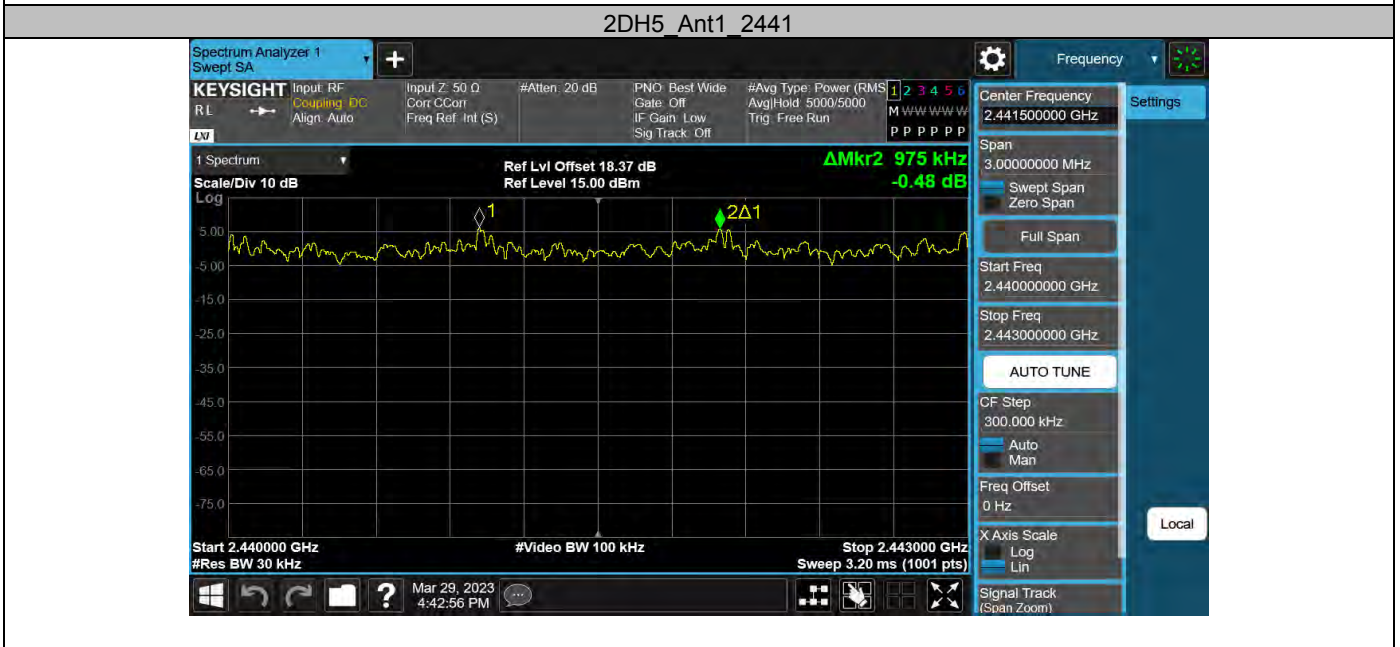 2DH5_Ant1_2441
Spectrum Analyzer 1
Swept SA
+
Frequency
KEYSIGHT
RL
LXI
Input: RF
Coupling: DC
Align: Auto
Input Z: 50 Ω
Corr CCorr
Freq Ref: Int (S)
#Atten: 20 dB
PNO: Best Wide
Gate: Off
IF Gain: Low
Sig Track: Off
#Avg Type: Power (RMS
Avg|Hold: 5000/5000
Trig: Free Run
1 2 3 4 5 6
M W W W W W
P P P P P P
1 Spectrum
Scale/Div 10 dB
Log
Ref Lvl Offset 18.37 dB
Ref Level 15.00 dBm
ΔMkr2 975 kHz
-0.48 dB
1
2Δ1
5.00
-5.00
-15.0
-25.0
-35.0
-45.0
-55.0
-65.0
-75.0
Start 2.440000 GHz
#Res BW 30 kHz
#Video BW 100 kHz
Stop 2.443000 GHz
Sweep 3.20 ms (1001 pts)
Center Frequency
2.441500000 GHz
Settings
Span
3.00000000 MHz
Swept Span
Zero Span
Full Span
Start Freq
2.440000000 GHz
Stop Freq
2.443000000 GHz
AUTO TUNE
CF Step
300.000 kHz
Auto
Man
Freq Offset
0 Hz
X Axis Scale
Log
Lin
Local
Signal Track
(Span Zoom)
?
Mar 29, 2023
4:42:56 PM